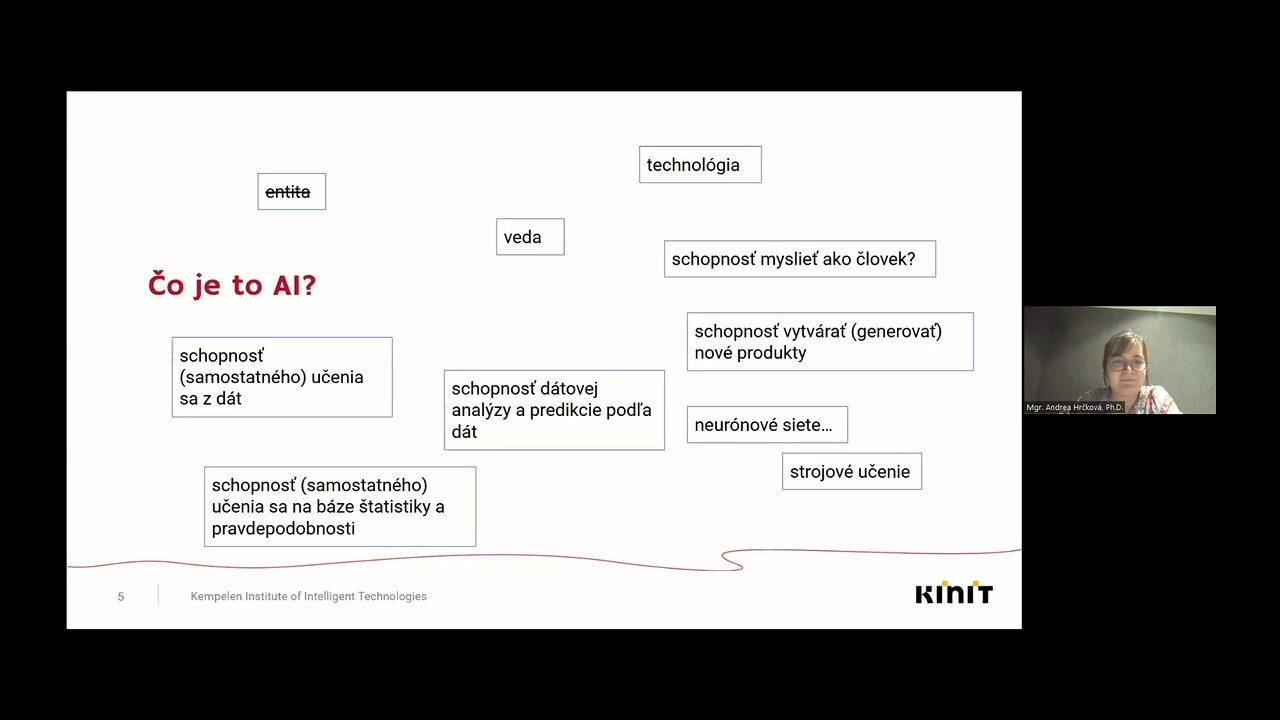 technológia
entita
veda
schopnosť myslieť ako človek?
Čo je to AI?
schopnosť vytvárať (generovať)
nové produkty
schopnosť
(samostatného) učenia
sa z dát
schopnosť dátovej
analýzy a predikcie podľa
dát
neurónové siete…
strojové učenie
schopnosť (samostatného)
učenia sa na báze štatistiky a
pravdepodobnosti
5
Kempelen Institute of Intelligent Technologies
KINIT
Mgr. Andrea Hrčková, Ph.D.